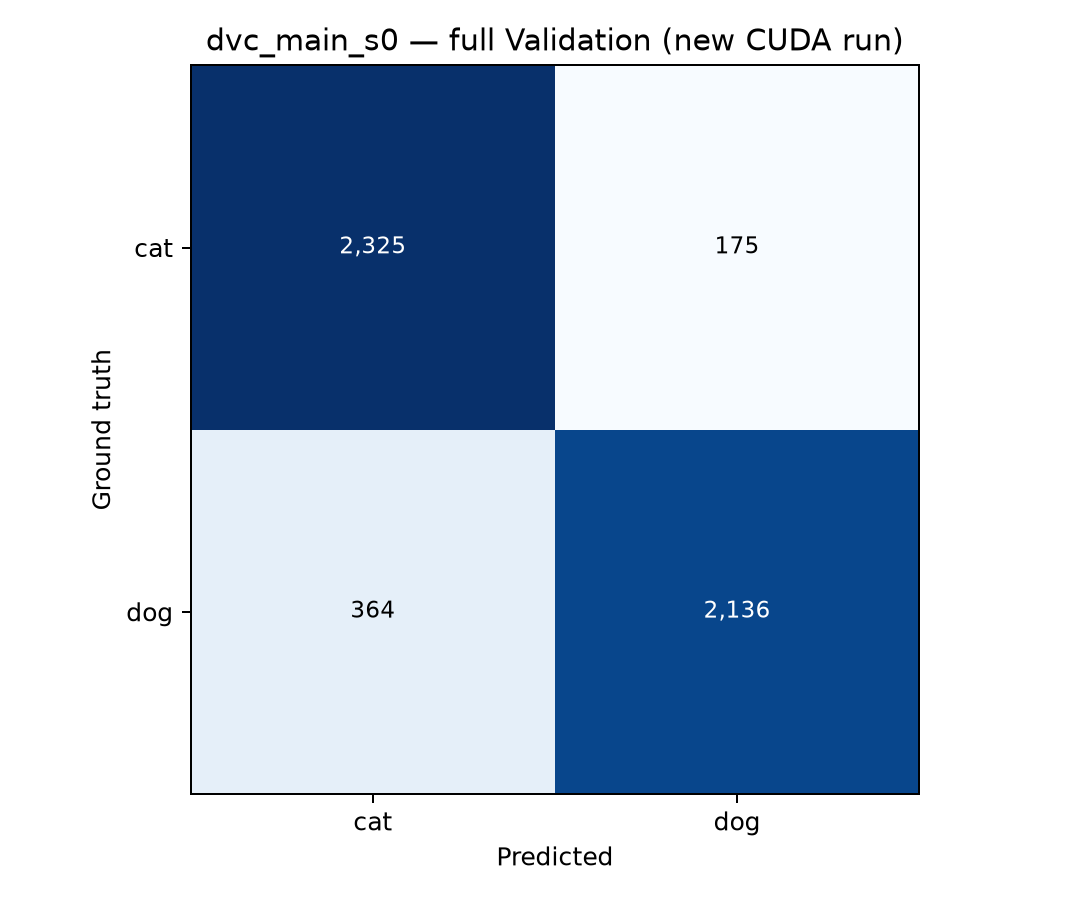 dvc_main_s0 — full Validation (new CUDA run)
cat
2,325
175
Ground truth
dog
364
2,136
cat
dog
Predicted